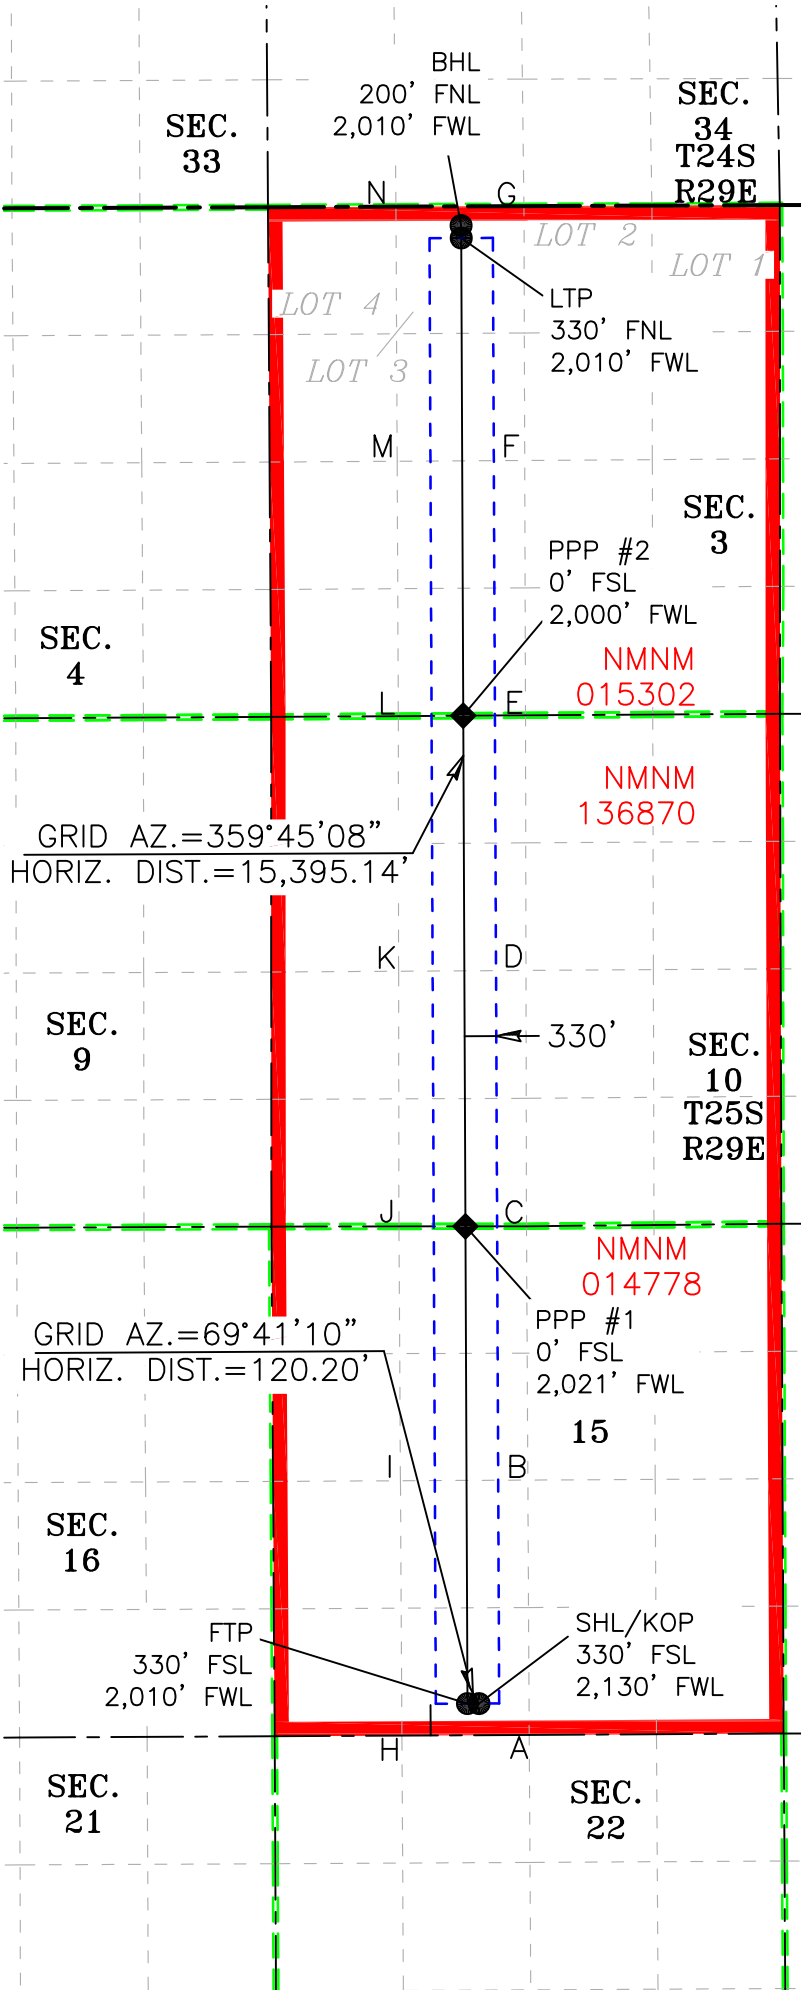 BHL
200' FNL
2,010' FWL
SEC.
33
SEC.
34
T24S
R29E
N
G
LOT 2
LOT 1
LOT 4
LOT 3
LTP
330' FNL
2,010' FWL
M
F
SEC.
3
PPP #2
0' FSL
2,000' FWL
SEC.
4
NMNM
015302
L
E
NMNM
136870
GRID AZ.=359°45'08"
HORIZ. DIST.=15,395.14'
K
D
330'
SEC.
9
SEC.
10
T25S
R29E
J
C
NMNM
014778
PPP #1
0' FSL
2,021' FWL
GRID AZ.=69°41'10"
HORIZ. DIST.=120.20'
15
I
B
SEC.
16
FTP
330' FSL
2,010' FWL
SHL/KOP
330' FSL
2,130' FWL
H
A
SEC.
21
SEC.
22